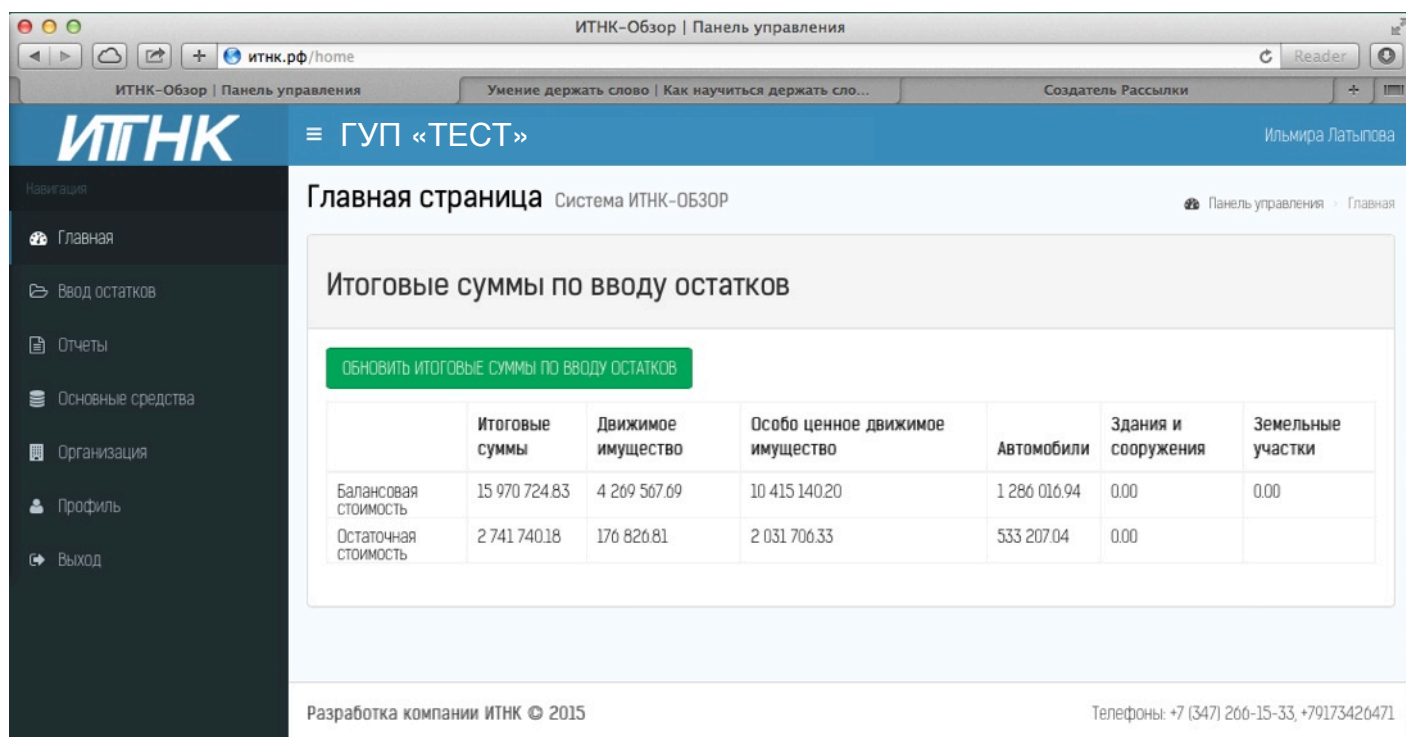 ИТНК-Обзор | Панель управления
итнк.рф/home
Reader
ИТНК-Обзор | Панель управления
Умение держать слово | Как научиться держать сло...
Создатель Рассылки
ИТНК
ГУП «ТЕСТ»
Ильмира Латыпова
Навигация
Главная
Ввод остатков
Отчеты
Основные средства
Организация
Профиль
Выход
Главная страница Система ИТНК-ОБЗОР
Панель управления > Главная
Итоговые суммы по вводу остатков
ОБНОВИТЬ ИТОГОВЫЕ СУММЫ ПО ВВОДУ ОСТАТКОВ
Итоговые суммы Движимое имущество Особо ценное движимое имущество Автомобили Здания и сооружения Земельные участки
Балансовая стоимость 15 970 724.83 4 269 567.69 10 415 140.20 1 286 016.94 0.00 0.00
Остаточная стоимость 2 741 740.18 176 826.81 2 031 706.33 533 207.04 0.00
Разработка компании ИТНК © 2015
Телефоны: +7 (347) 266-15-33, +79173426471